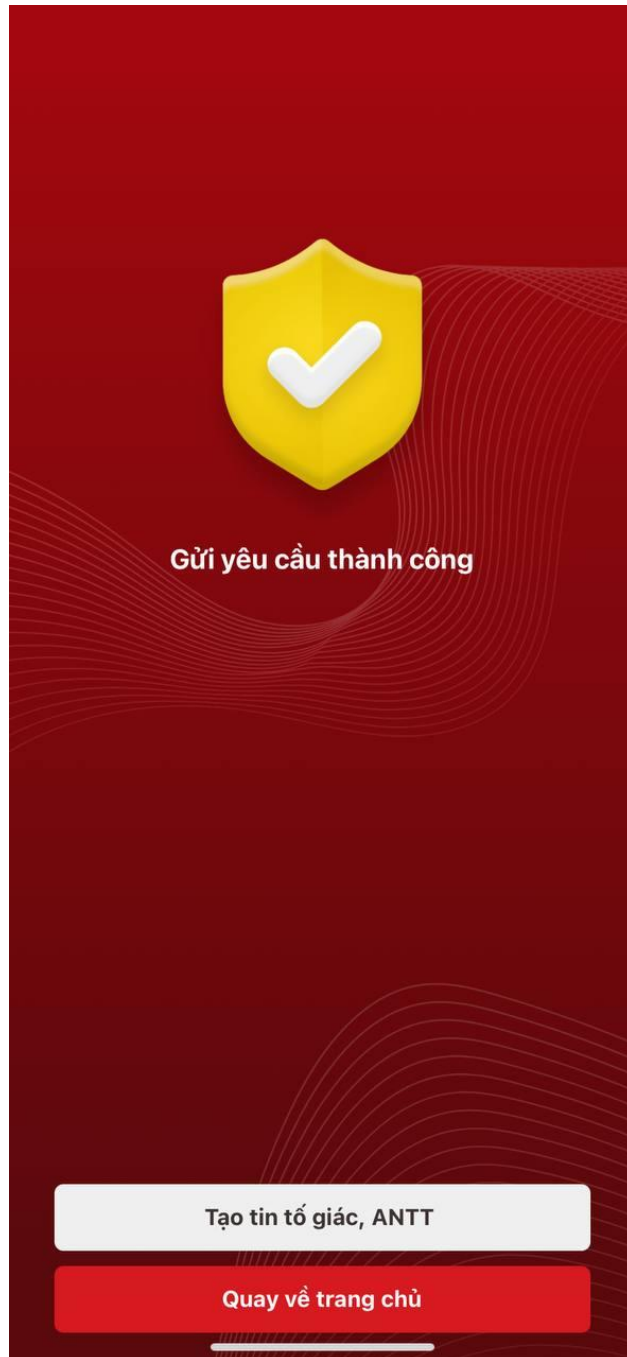 Gửi yêu cầu thành công
Tạo tin tố giác, ANTT
Quay về trang chủ